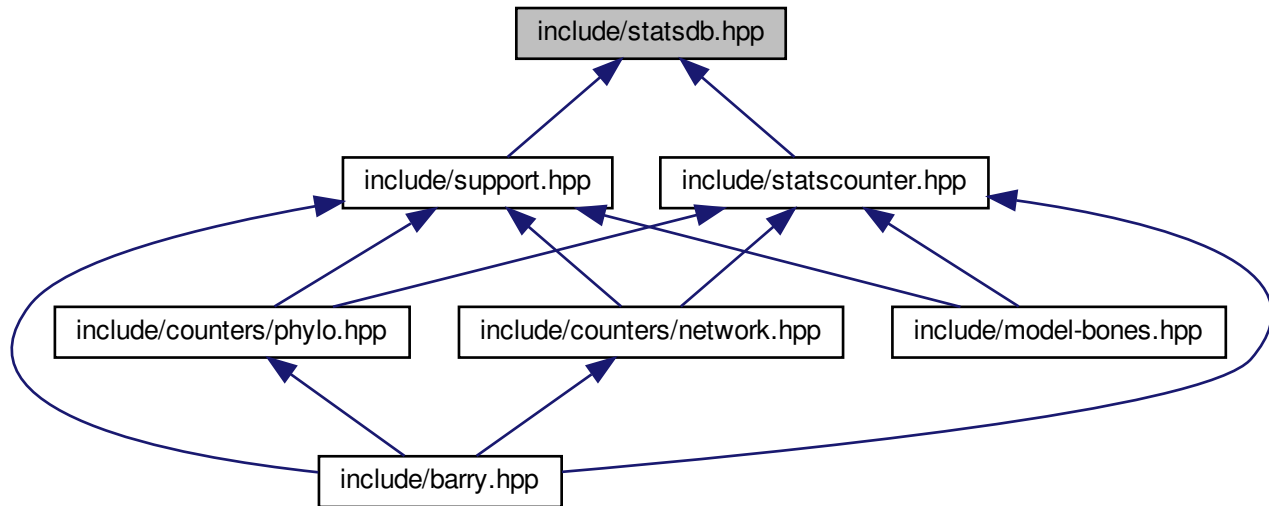 include/statsdb.hpp
include/support.hpp
include/statscounter.hpp
include/counters/phylo.hpp
include/counters/network.hpp
include/model-bones.hpp
include/barry.hpp